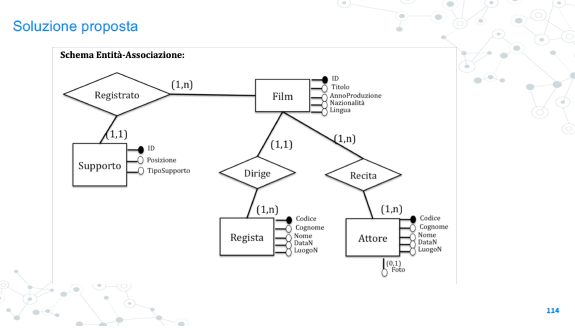 Soluzione proposta
Schema Entità-Associazione:
Registrato
(1,n)
Film
ID
Titolo
AnnoProduzione
Nazionalità
Lingua
(1,1)
Supporto
ID
Posizione
TipoSupporto
(1,1)
(1,n)
Dirige
Recita
(1,n)
(1,n)
Regista
Codice
Cognome
Nome
DataN
LuogoN
Attore
Codice
Cognome
Nome
DataN
LuogoN
(0,1)
Foto
114